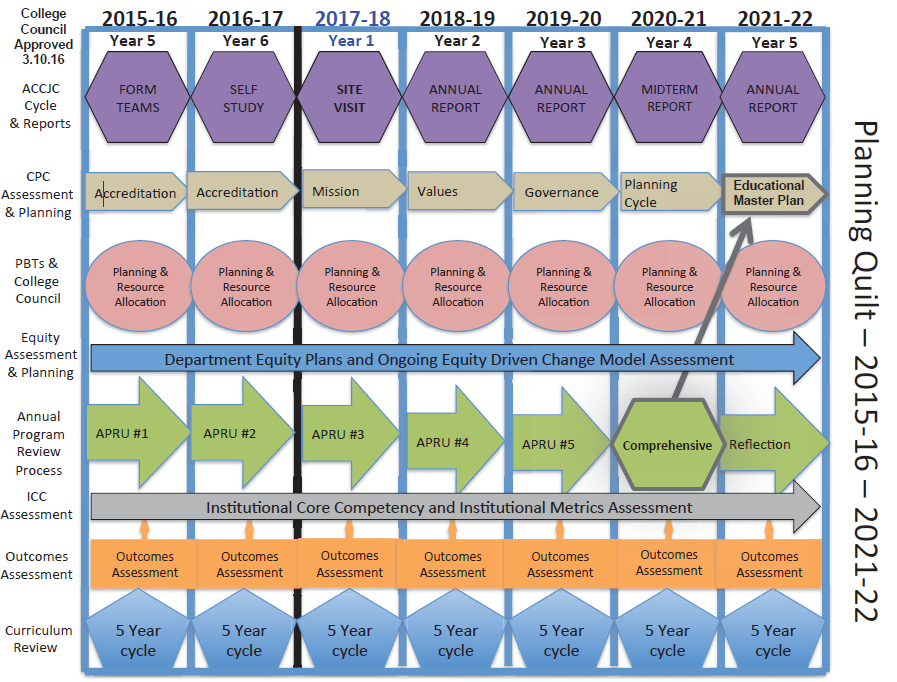 College
Council
Approved
3.10.16
2015-16 2016-17 2017-18 2018-19 2019-20 2020-21 2021-22
Year 5 Year 6 Year 1 Year 2 Year 3 Year 4 Year 5
ACCJC
Cycle
& Reports
FORM
TEAMS
SELF
STUDY
SITE
VISIT
ANNUAL
REPORT
ANNUAL
REPORT
MIDTERM
REPORT
ANNUAL
REPORT
CPC
Assessment
& Planning
Accreditation
Accreditation
Mission
Values
Governance
Planning
Cycle
Educational
Master Plan
PBTs &
College
Council
Planning &
Resource
Allocation
Planning &
Resource
Allocation
Planning &
Resource
Allocation
Planning &
Resource
Allocation
Planning &
Resource
Allocation
Planning &
Resource
Allocation
Planning &
Resource
Allocation
Equity
Assessment
& Planning
Department Equity Plans and Ongoing Equity Driven Change Model Assessment
Annual
Program
Review
Process
APRU #1
APRU #2
APRU #3
APRU #4
APRU #5
Comprehensive
Reflection
ICC
Assessment
Institutional Core Competency and Institutional Metrics Assessment
Outcomes
Assessment
Outcomes
Assessment
Outcomes
Assessment
Outcomes
Assessment
Outcomes
Assessment
Outcomes
Assessment
Outcomes
Assessment
Outcomes
Assessment
Curriculum
Review
5 Year
cycle
5 Year
cycle
5 Year
cycle
5 Year
cycle
5 Year
cycle
5 Year
cycle
5 Year
cycle
Planning Quilt – 2015-16 – 2021-22